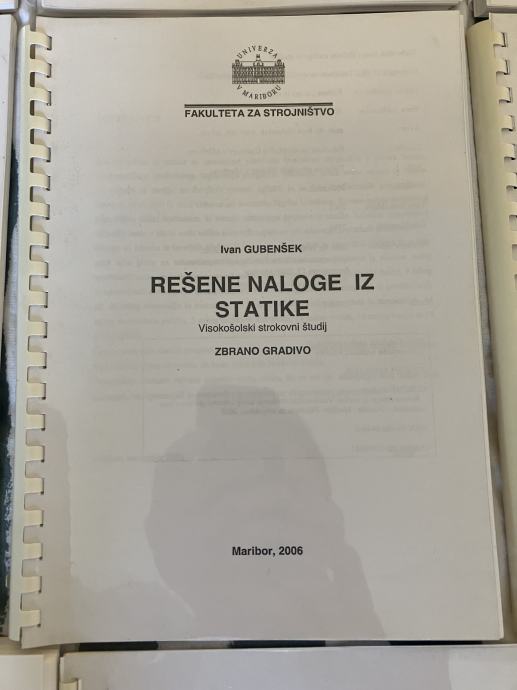 UNIVERZA
V MARIBORU
FAKULTETA ZA STROJNIŠTVO
Ivan GUBENŠEK
REŠENE NALOGE IZ
STATIKE
Visokošolski strokovni študij
ZBRANO GRADIVO
Maribor, 2006